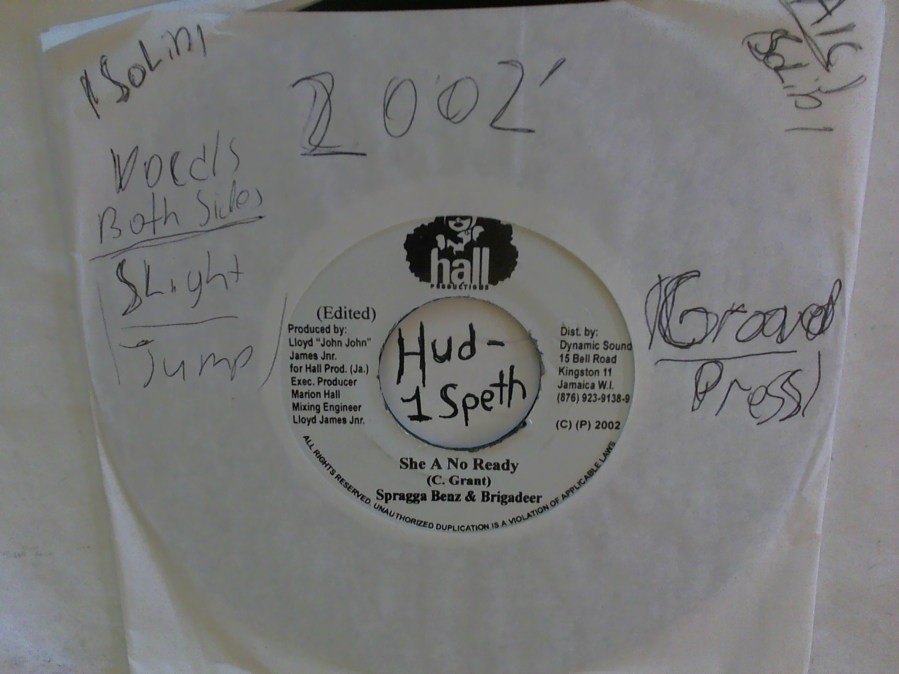 2002'
Both Sides
Slight
Jump
Groove
Press
hall
PRODUCTIONS
(Edited)
Produced by:
Lloyd "John John"
James Jnr.
for Hall Prod. (Ja.)
Exec. Producer
Marion Hall
Mixing Engineer
Lloyd James Jnr.
Hud-
1 Speth
Dist. by:
Dynamic Sound
15 Bell Road
Kingston 11
Jamaica W.I.
(876) 923-9138-9
(C) (P) 2002
She A No Ready
(C. Grant)
Spragga Benz & Brigadeer
ALL RIGHTS RESERVED. UNAUTHORIZED DUPLICATION IS A VIOLATION OF APPLICABLE LAWS